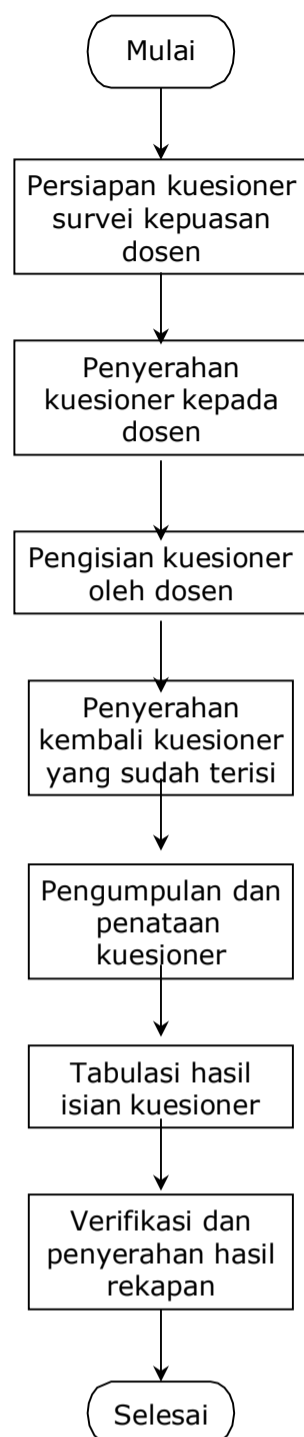 Mulai
Persiapan kuesioner
survei kepuasan
dosen
Penyerahan
kuesioner kepada
dosen
Pengisian kuesioner
oleh dosen
Penyerahan
kembali kuesioner
yang sudah terisi
Pengumpulan dan
penataan
kuesioner
Tabulasi hasil
isian kuesioner
Verifikasi dan
penyerahan hasil
rekapan
Selesai